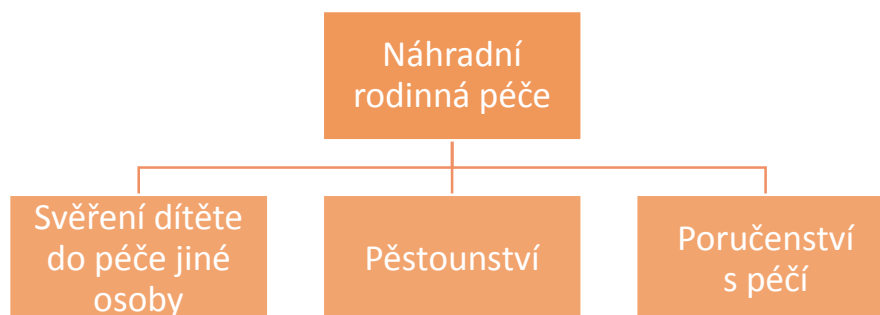 Náhradní
rodinná péče
Svěření dítěte
do péče jiné
osoby
Pěstounství
Poručenství
s péčí